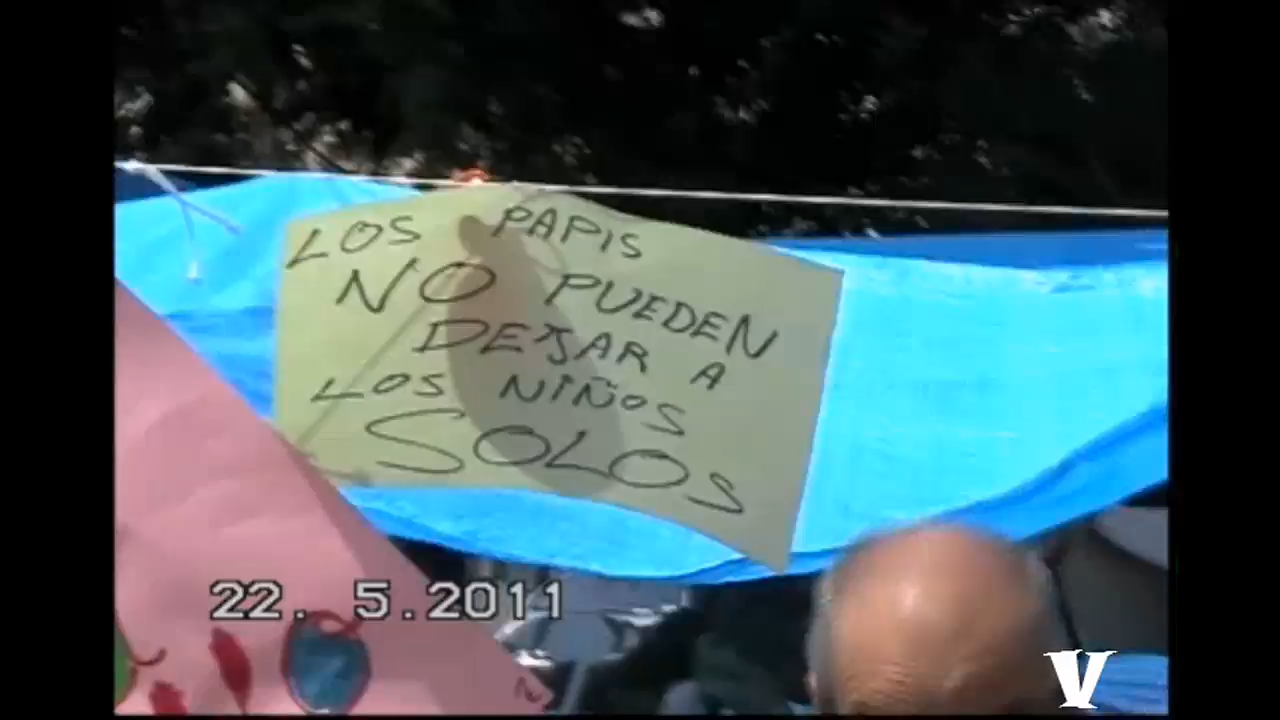 LOS PAPIS
NO PUEDEN
DEJAR A
LOS NIÑOS
SOLOS
22. 5.2011
V